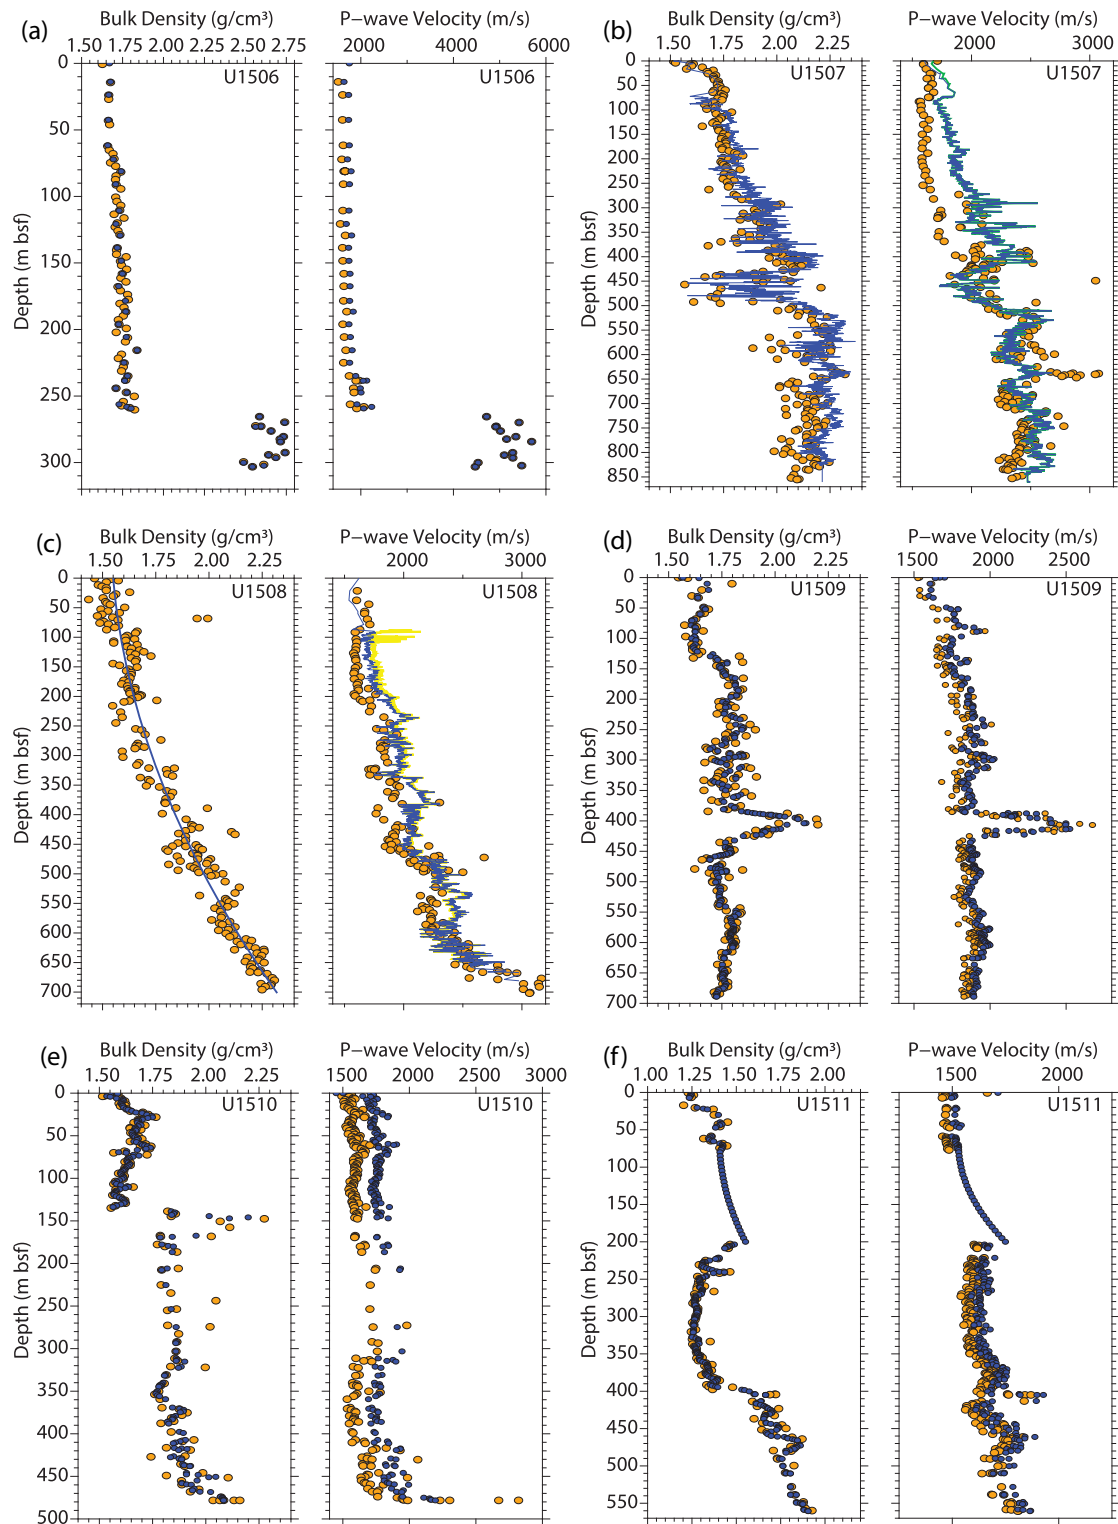 (a)
Bulk Density (g/cm³)
1.50 2.00 2.50
1.75 2.25 2.75
U1506
Depth (m bsf)
0
50
100
150
200
250
300
P−wave Velocity (m/s)
2000 4000 6000
U1506
(b)
Bulk Density (g/cm³)
1.50 2.00
1.75 2.25
U1507
Depth (m bsf)
0
50
100
150
200
250
300
350
400
450
500
550
600
650
700
750
800
850
P−wave Velocity (m/s)
2000 3000
U1507
(c)
Bulk Density (g/cm³)
1.50 2.00
1.75 2.25
U1508
Depth (m bsf)
0
50
100
150
200
250
300
350
400
450
500
550
600
650
700
P−wave Velocity (m/s)
2000 3000
U1508
(d)
Bulk Density (g/cm³)
1.50 2.00
1.75 2.25
U1509
Depth (m bsf)
0
50
100
150
200
250
300
350
400
450
500
550
600
650
700
P−wave Velocity (m/s)
1500 2000 2500
U1509
(e)
Bulk Density (g/cm³)
1.50 2.00
1.75 2.25
U1510
Depth (m bsf)
0
50
100
150
200
250
300
350
400
450
500
P−wave Velocity (m/s)
1500 2000 2500 3000
U1510
(f)
Bulk Density (g/cm³)
1.00 1.50 2.00
1.25 1.75
U1511
Depth (m bsf)
0
50
100
150
200
250
300
350
400
450
500
550
P−wave Velocity (m/s)
1500 2000
U1511